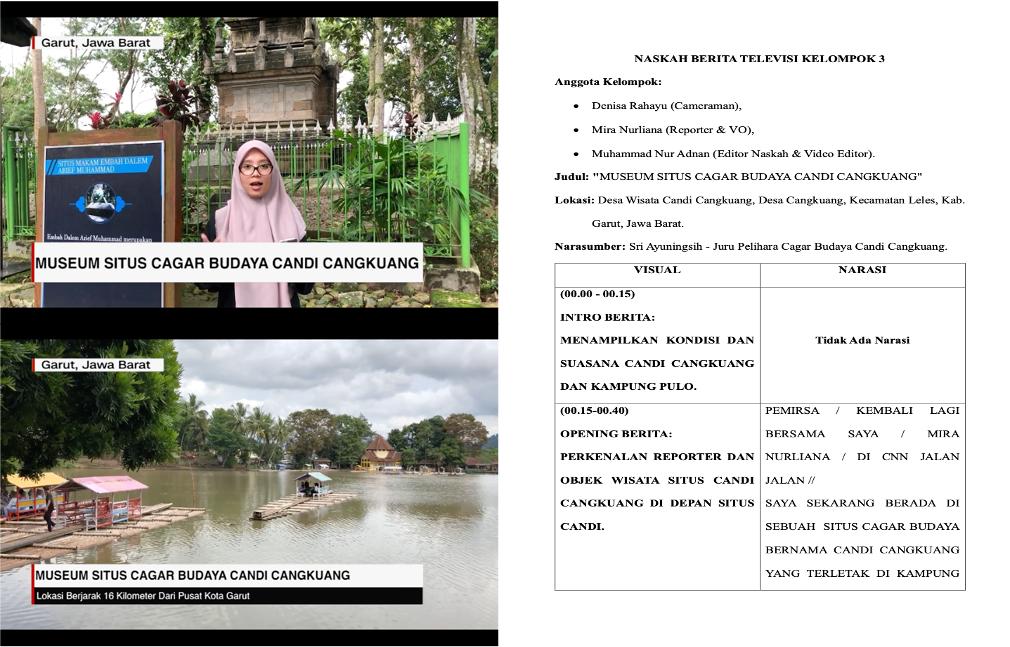 Garut, Jawa Barat
SITUS MAKAM EMBAH DALEM
ARIEF MUHAMMAD
Embah Dalem Arief Muhammad merupakan
MUSEUM SITUS CAGAR BUDAYA CANDI CANGKUANG
Garut, Jawa Barat
MUSEUM SITUS CAGAR BUDAYA CANDI CANGKUANG
Lokasi Berjarak 16 Kilometer Dari Pusat Kota Garut
NASKAH BERITA TELEVISI KELOMPOK 3
Anggota Kelompok:
• Denisa Rahayu (Cameraman),
• Mira Nurliana (Reporter & VO),
• Muhammad Nur Adnan (Editor Naskah & Video Editor).
Judul: "MUSEUM SITUS CAGAR BUDAYA CANDI CANGKUANG"
Lokasi: Desa Wisata Candi Cangkuang, Desa Cangkuang, Kecamatan Leles, Kab.
Garut, Jawa Barat.
Narasumber: Sri Ayuningsih - Juru Pelihara Cagar Budaya Candi Cangkuang.
VISUAL
NARASI
(00.00 - 00.15)
INTRO BERITA:
MENAMPILKAN KONDISI DAN
SUASANA CANDI CANGKUANG
DAN KAMPUNG PULO.
Tidak Ada Narasi
(00.15-00.40)
OPENING BERITA:
PERKENALAN REPORTER DAN
OBJEK WISATA SITUS CANDI
CANGKUANG DI DEPAN SITUS
CANDI.
PEMIRSA / KEMBALI LAGI
BERSAMA SAYA / MIRA
NURLIANA / DI CNN JALAN
JALAN //
SAYA SEKARANG BERADA DI
SEBUAH SITUS CAGAR BUDAYA
BERNAMA CANDI CANGKUANG
YANG TERLETAK DI KAMPUNG